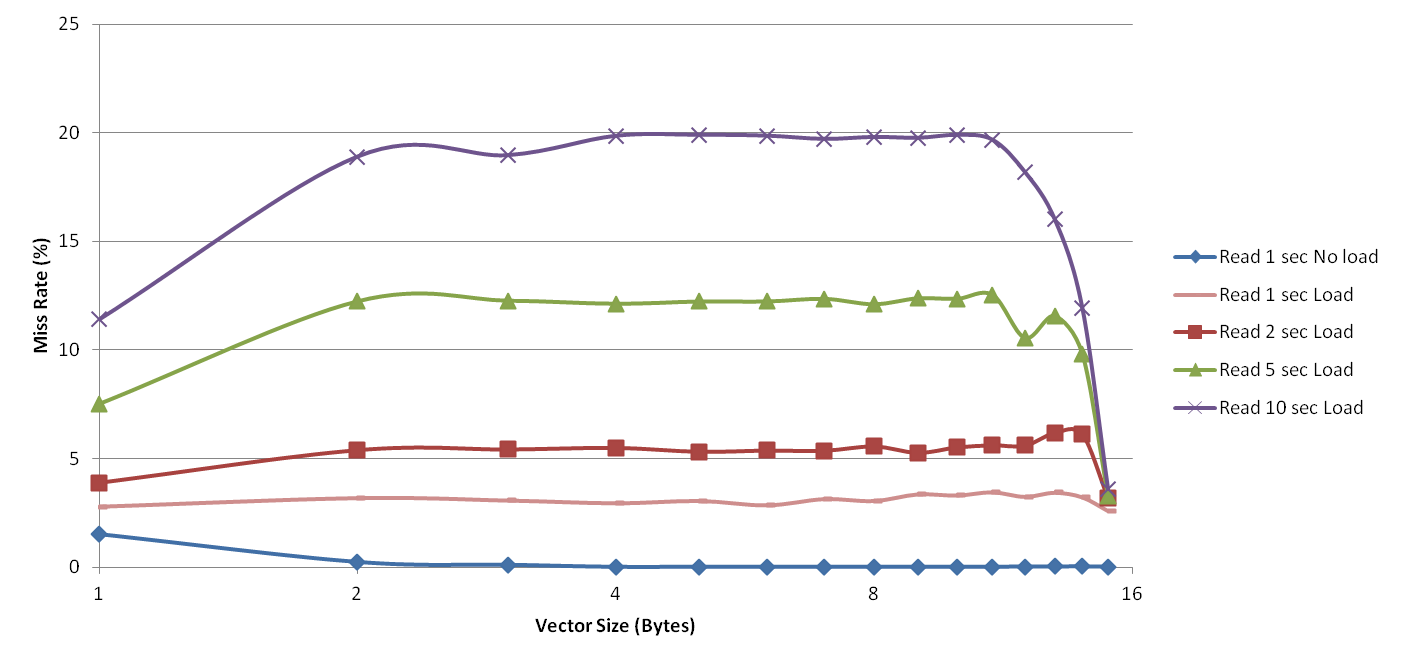 25
20
15
10
5
0
Miss Rate (%)
1 2 4 8 16
Vector Size (Bytes)
Read 1 sec No load
Read 1 sec Load
Read 2 sec Load
Read 5 sec Load
Read 10 sec Load